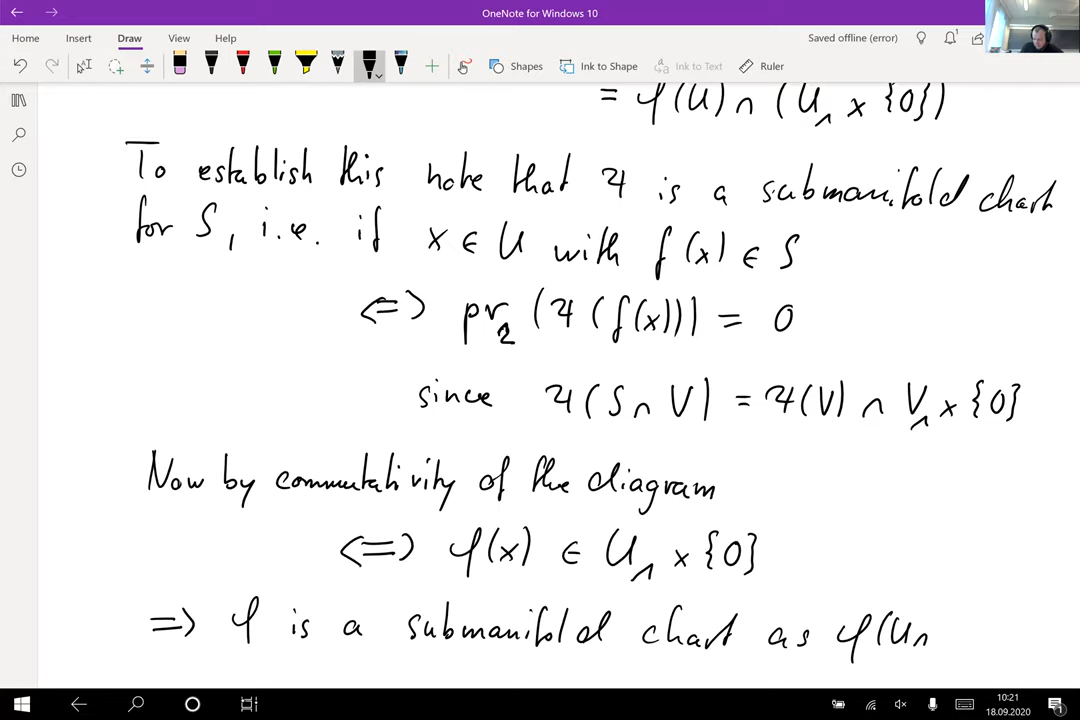 OneNote for Windows 10
Home Insert Draw View Help
Saved offline (error)
Shapes Ink to Shape Ink to Text Ruler
= φ(U) ∩ (U₁ × {0})
To establish this note that ψ is a submanifold chart
for S, i.e. if x ∈ U with f(x) ∈ S
<=> pr₂ (ψ(f(x))) = 0
since ψ(S ∩ V) = ψ(V) ∩ V₁ × {0}
Now by commutativity of the diagram
<=> φ(x) ∈ U₁ × {0}
=> φ is a submanifold chart as φ(U∩
10:21
18.09.2020